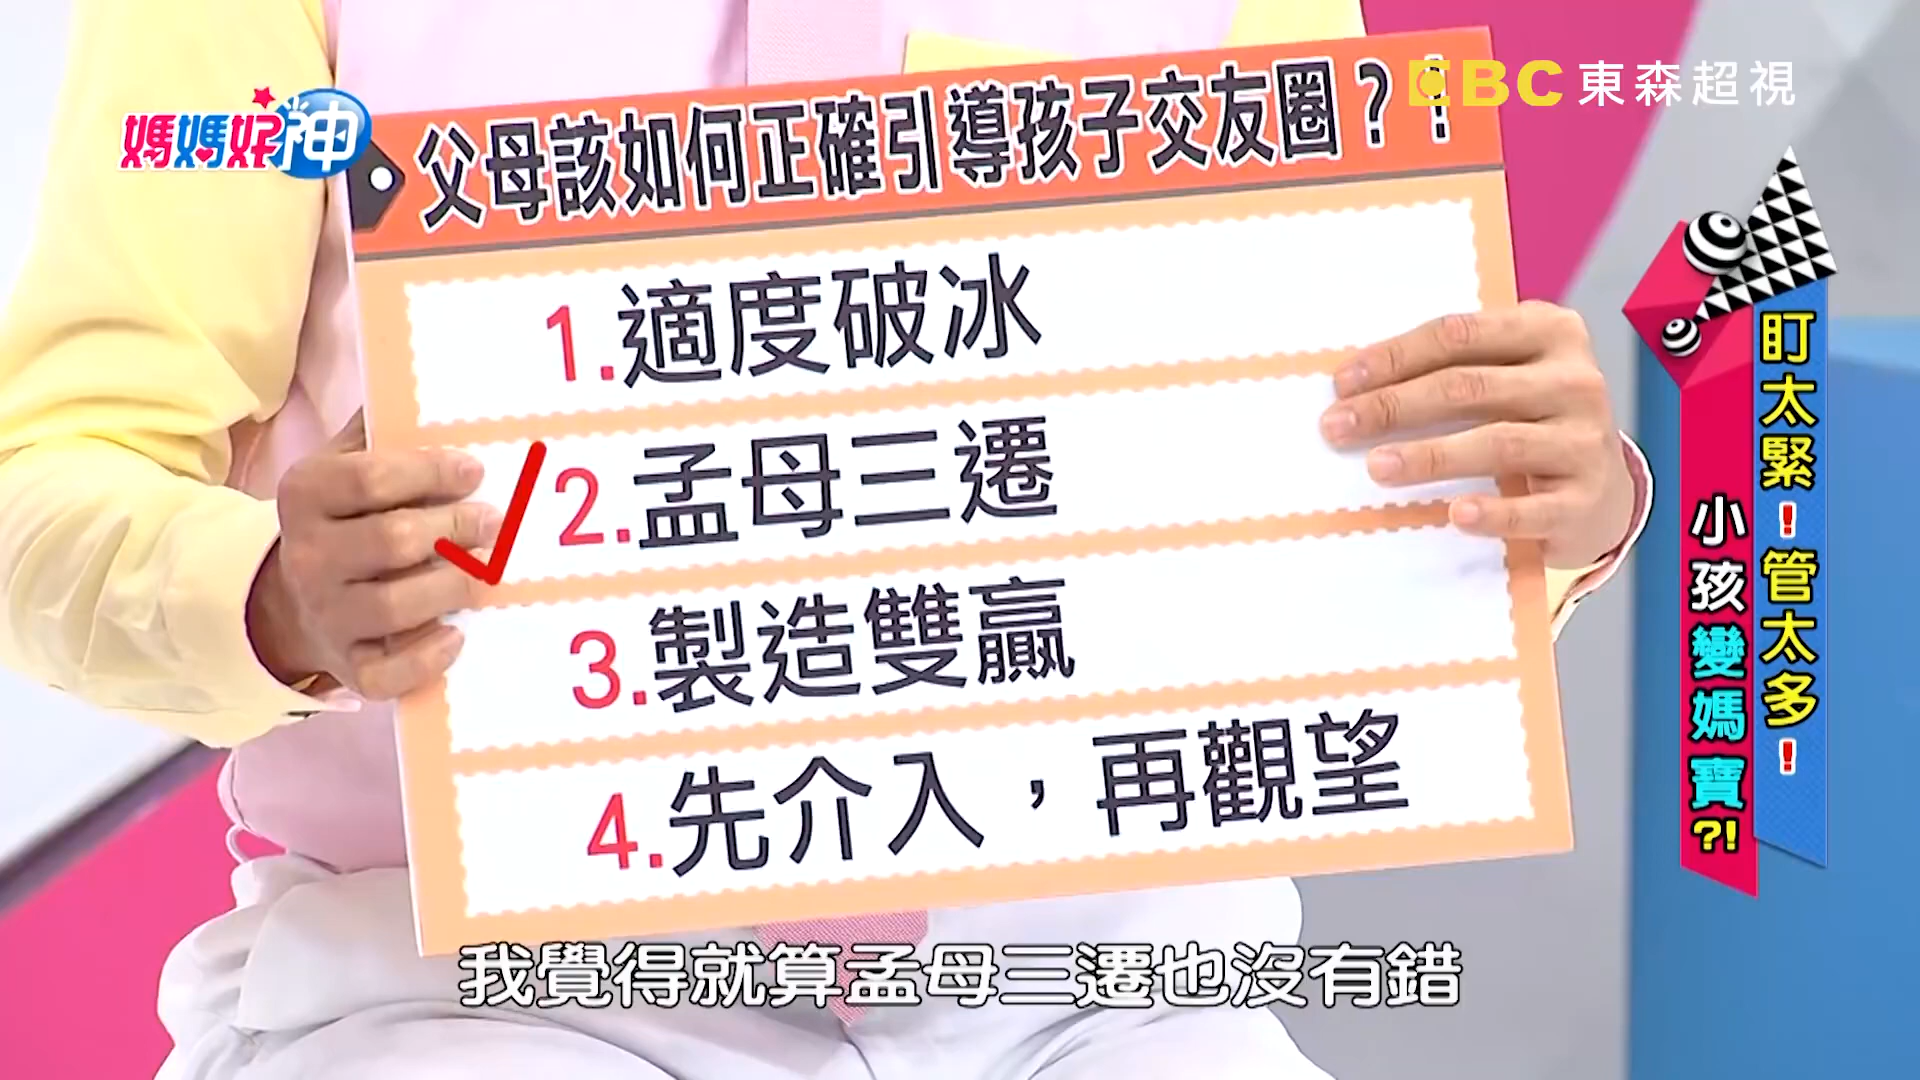 媽媽好神
EBC 東森超視
父母該如何正確引導孩子交友圈？！
1.適度破冰
2.孟母三遷
3.製造雙贏
4.先介入，再觀望
盯太緊！管太多！
小孩變媽寶?!
我覺得就算孟母三遷也沒有錯